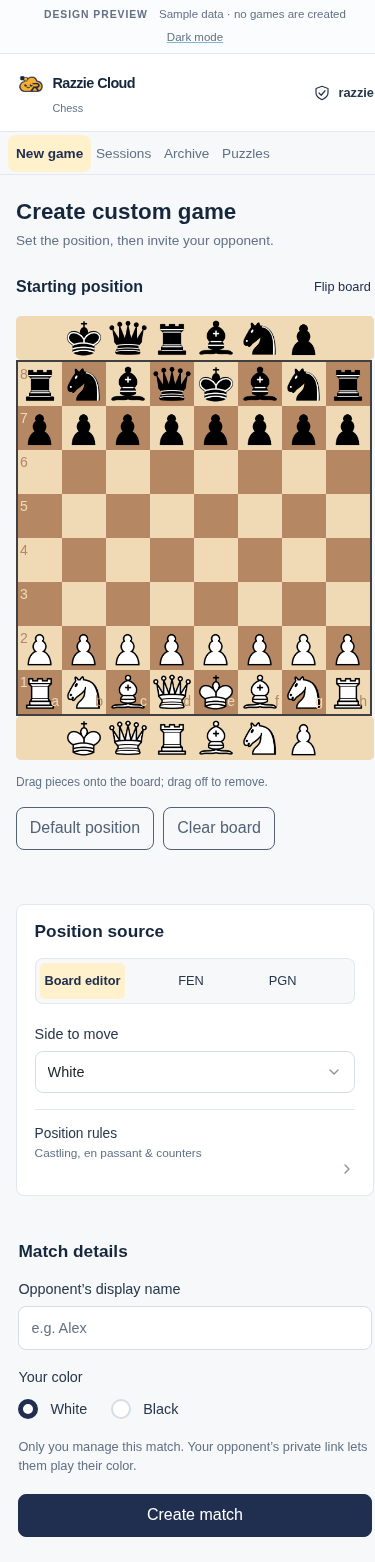 DESIGN PREVIEW Sample data · no games are created
Dark mode
Razzie Cloud
Chess
razzie
New game Sessions Archive Puzzles
Create custom game
Set the position, then invite your opponent.
Starting position Flip board
8
7
6
5
4
3
2
1
a b c d e f g h
Drag pieces onto the board; drag off to remove.
Default position Clear board
Position source
Board editor FEN PGN
Side to move
White
Position rules
Castling, en passant & counters
Match details
Opponent’s display name
e.g. Alex
Your color
White Black
Only you manage this match. Your opponent’s private link lets
them play their color.
Create match